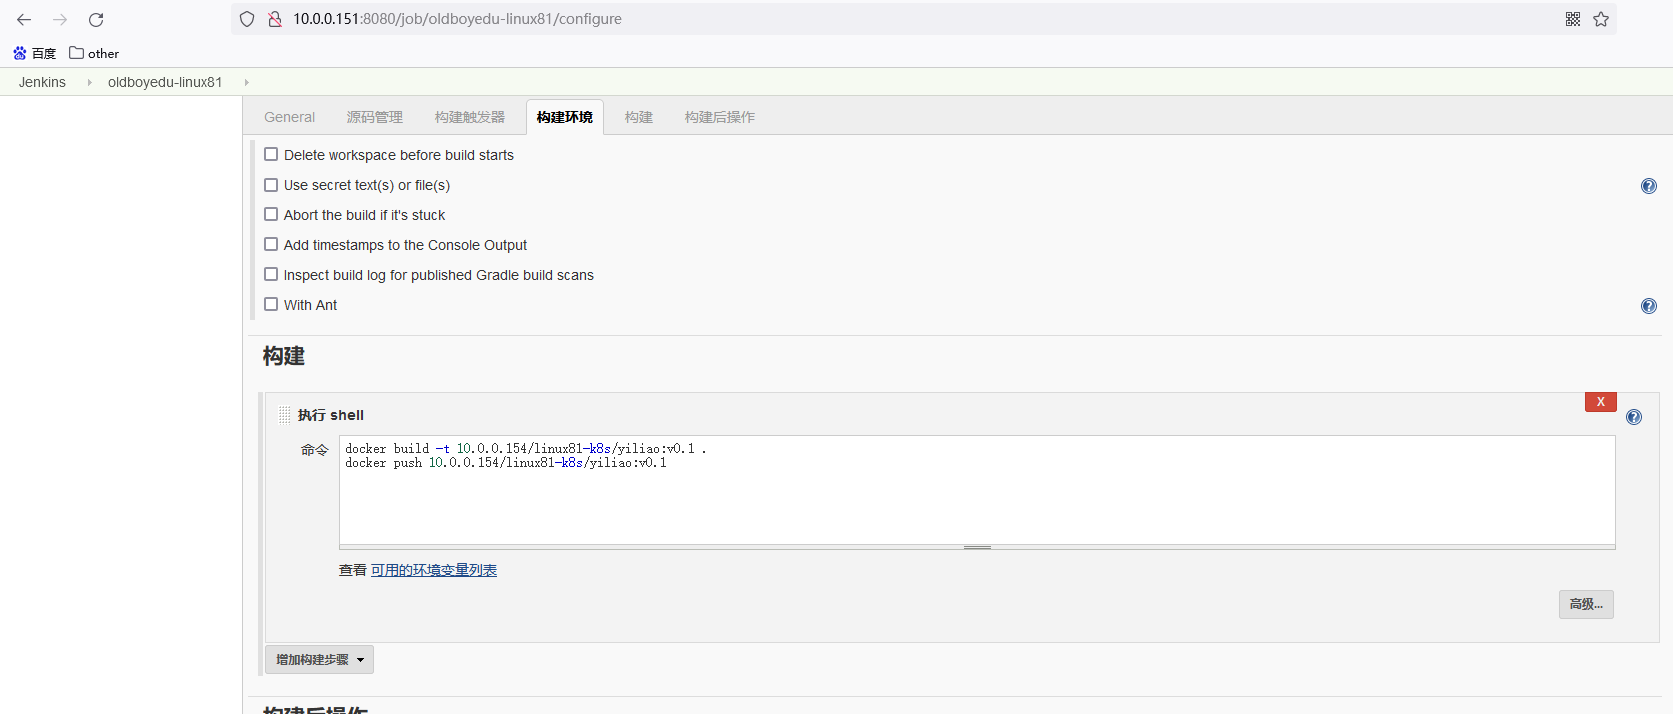 10.0.0.151:8080/job/oldboyedu-linux81/configure
百度 other
Jenkins oldboyedu-linux81
General 源码管理 构建触发器 构建环境 构建 构建后操作
Delete workspace before build starts
Use secret text(s) or file(s)
Abort the build if it's stuck
Add timestamps to the Console Output
Inspect build log for published Gradle build scans
With Ant
构建
X
执行 shell
命令
docker build -t 10.0.0.154/linux81-k8s/yiliao:v0.1 .
docker push 10.0.0.154/linux81-k8s/yiliao:v0.1
查看 可用的环境变量列表
高级...
增加构建步骤
构建后操作